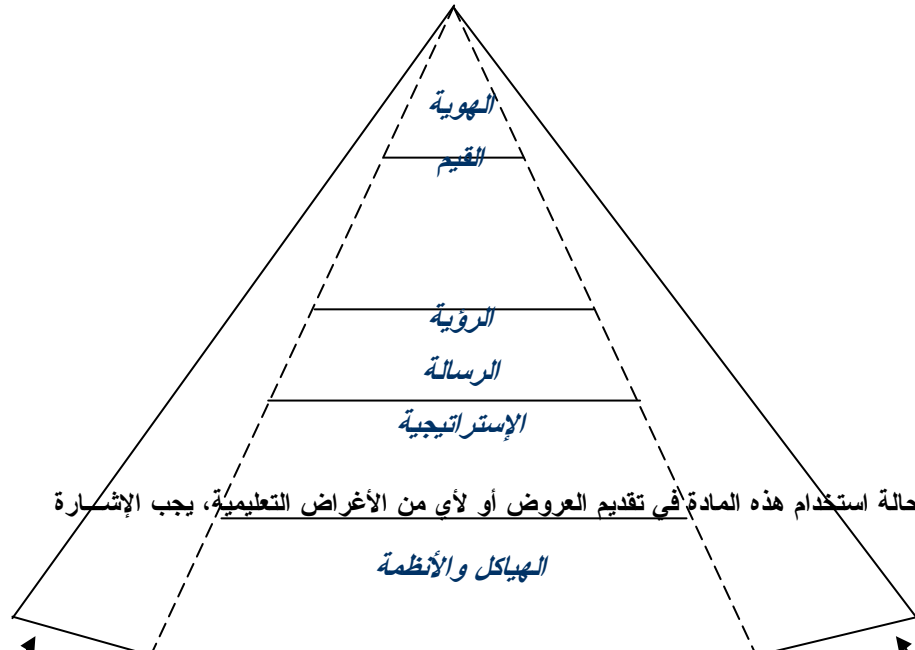 الهوية
القيم
الرؤية
الرسالة
الإستراتيجية
حالة استخدام هذه المادة في تقديم العروض أو لأي من الأغراض التعليمية، يجب الإشــارة
الهياكل والأنظمة